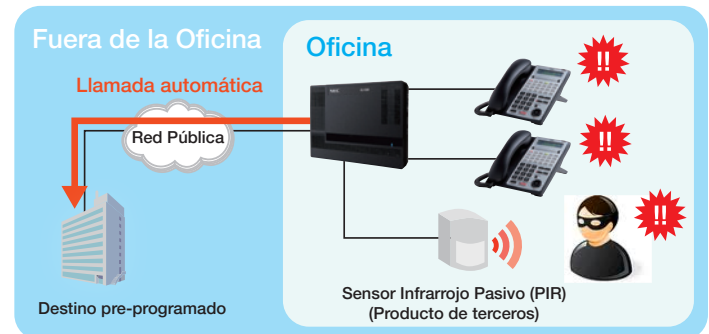 Fuera de la Oficina
Oficina
Llamada automática
Red Pública
Destino pre-programado
Sensor Infrarrojo Pasivo (PIR)
(Producto de terceros)
!!
!!
!!